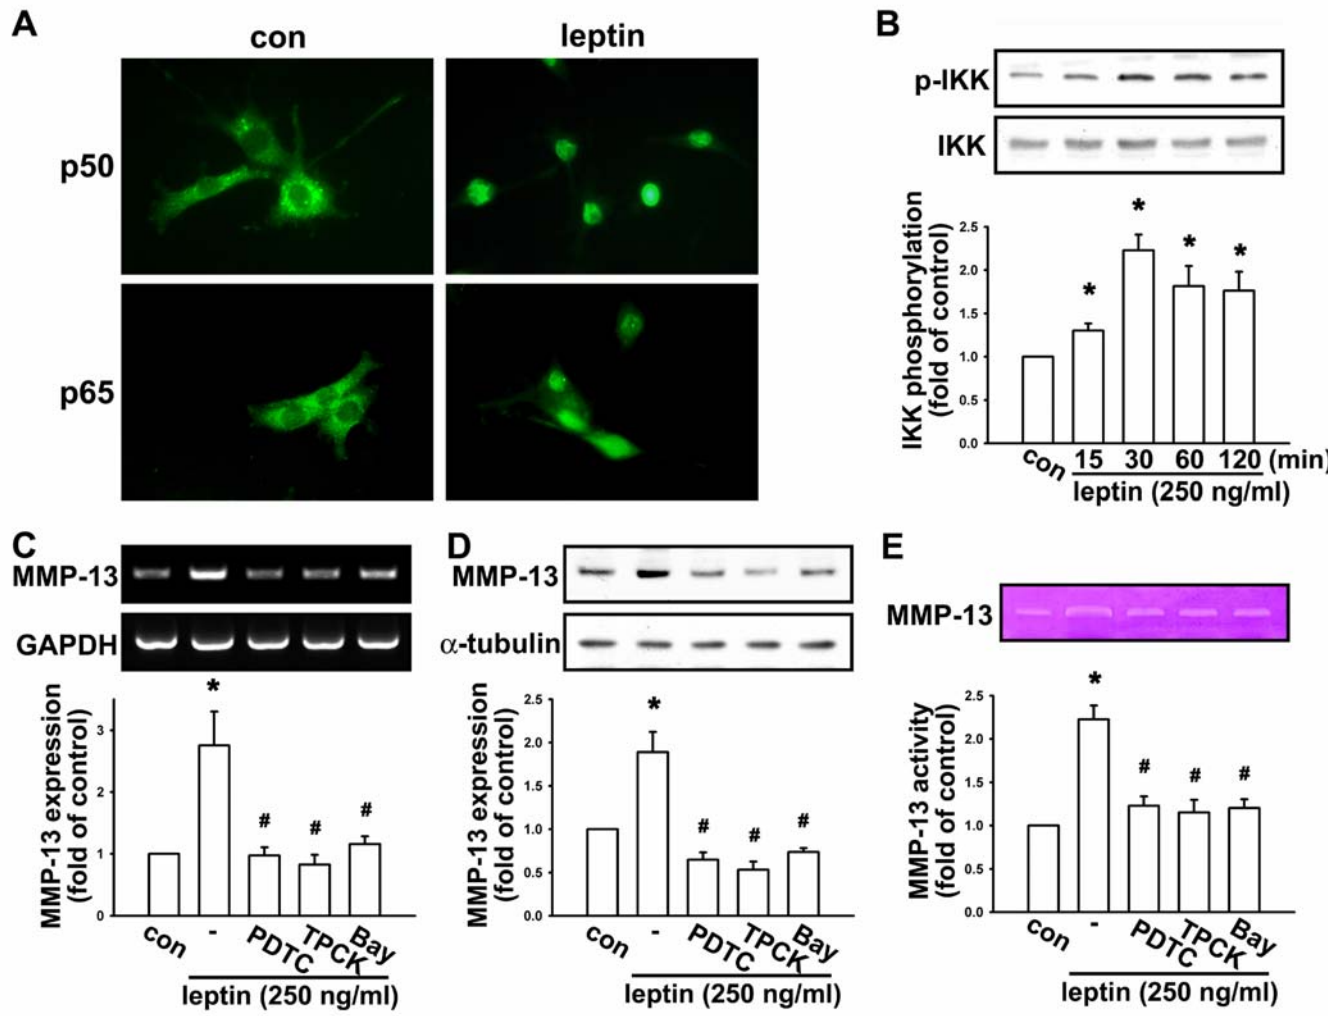 A
con
leptin
p50
p65
B
p-IKK
IKK
IKK phosphorylation
(fold of control)
2.5
2.0
1.5
1.0
0.5
0.0
*
*
*
*
con
15
30
60
120
(min)
leptin (250 ng/ml)
C
MMP-13
GAPDH
MMP-13 expression
(fold of control)
3
2
1
0
*
#
#
#
con
-
PDTC
TPCK
Bay
leptin (250 ng/ml)
D
MMP-13
α-tubulin
MMP-13 expression
(fold of control)
2.5
2.0
1.5
1.0
0.5
0.0
*
#
#
#
con
-
PDTC
TPCK
Bay
leptin (250 ng/ml)
E
MMP-13
MMP-13 activity
(fold of control)
2.5
2.0
1.5
1.0
0.5
0.0
*
#
#
#
con
-
PDTC
TPCK
Bay
leptin (250 ng/ml)